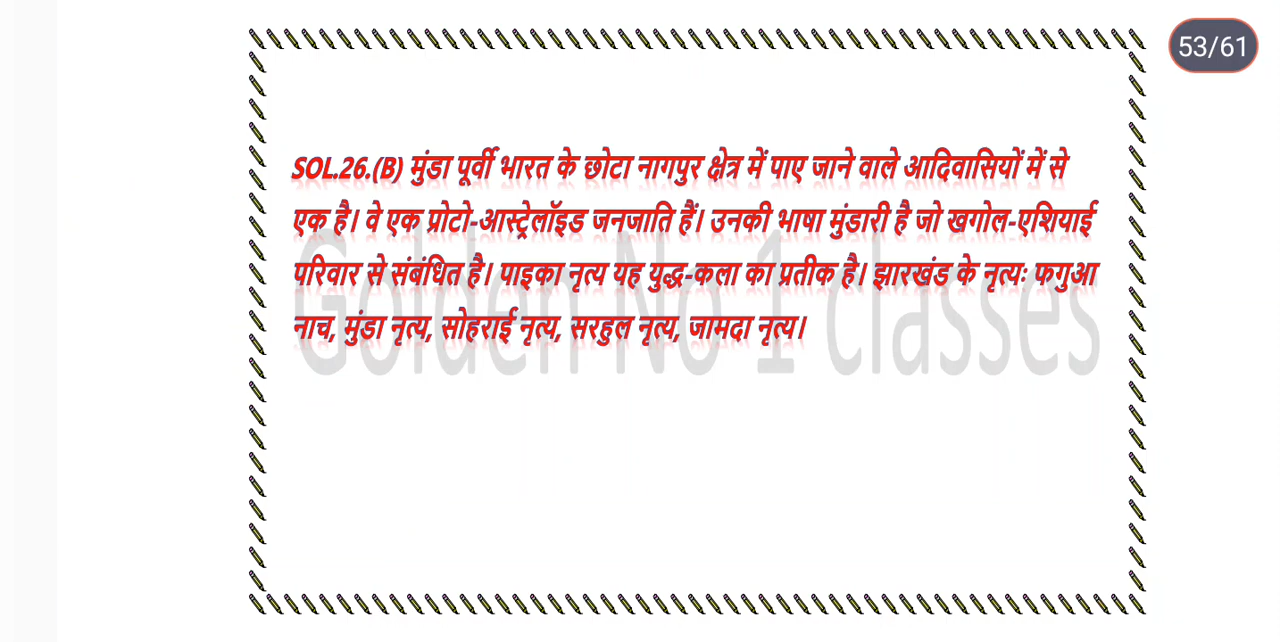 53/61
SOL.26.(B) मुंडा पूर्वी भारत के छोटा नागपुर क्षेत्र में पाए जाने वाले आदिवासियों में से
एक है। वे एक प्रोटो-आस्ट्रेलॉइड जनजाति हैं। उनकी भाषा मुंडारी है जो खगोल-एशियाई
परिवार से संबंधित है। पाइका नृत्य यह युद्ध-कला का प्रतीक है। झारखंड के नृत्यः फगुआ
नाच, मुंडा नृत्य, सोहराई नृत्य, सरहुल नृत्य, जामदा नृत्य।
Golden No 1 classes